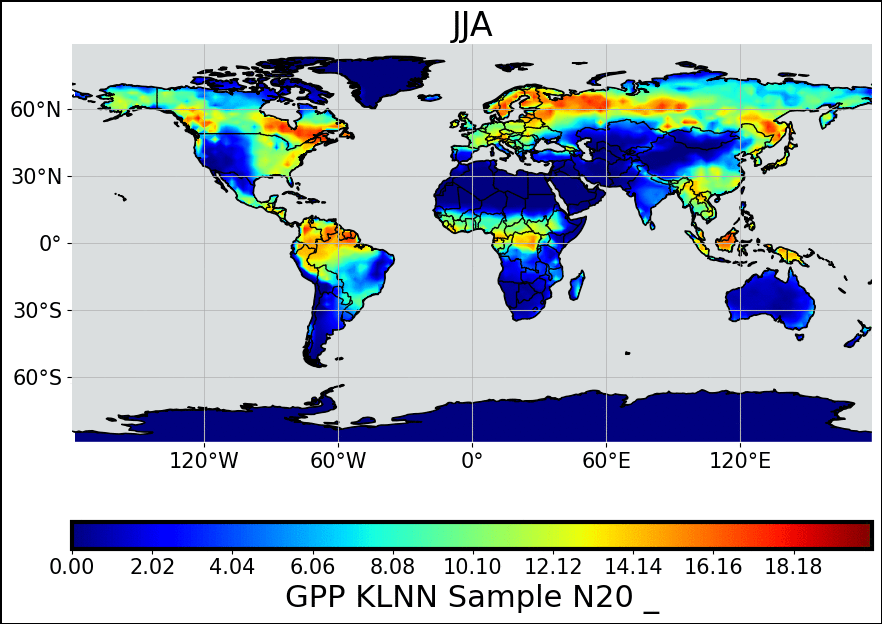 JJA
60°N
30°N
0°
30°S
60°S
120°W 60°W 0° 60°E 120°E
0.00 2.02 4.04 6.06 8.08 10.10 12.12 14.14 16.16 18.18
GPP KLNN Sample N20 _